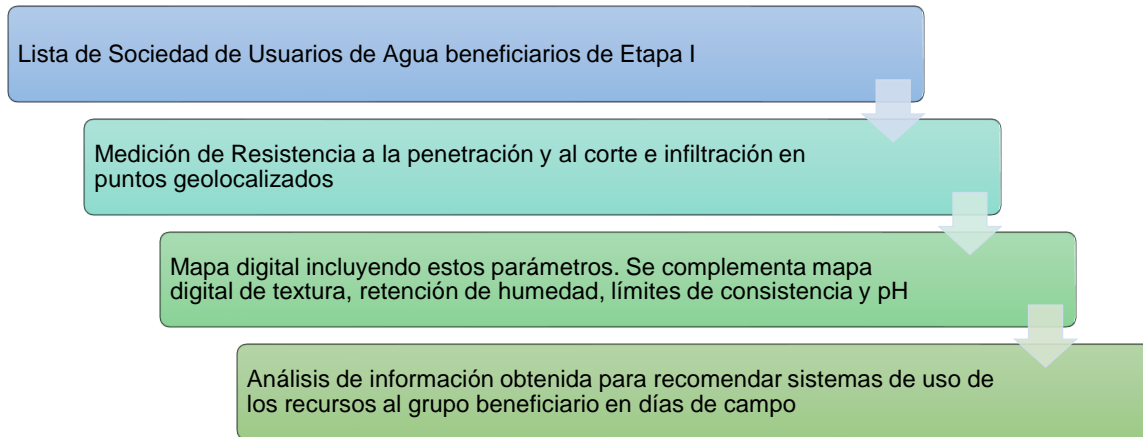 Lista de Sociedad de Usuarios de Agua beneficiarios de Etapa I
Medición de Resistencia a la penetración y al corte e infiltración en
puntos geolocalizados
Mapa digital incluyendo estos parámetros. Se complementa mapa
digital de textura, retención de humedad, límites de consistencia y pH
Análisis de información obtenida para recomendar sistemas de uso de
los recursos al grupo beneficiario en días de campo